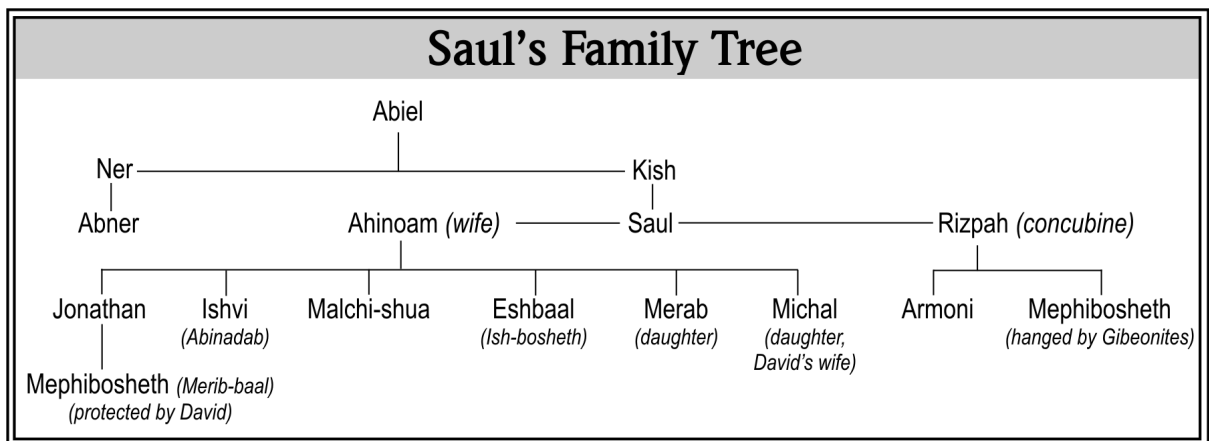 Saul’s Family Tree
Abiel
Ner Kish
Abner Ahinoam (wife) Saul Rizpah (concubine)
Jonathan Ishvi Malchi-shua Eshbaal Merab Michal Armoni Mephibosheth
(Abinadab) (Ish-bosheth) (daughter) (daughter, (hanged by Gibeonites)
David’s wife)
Mephibosheth (Merib-baal)
(protected by David)